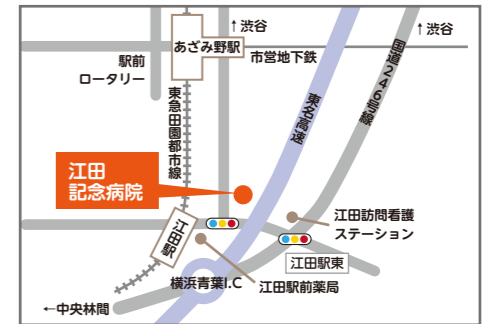 ↑渋谷
↑渋谷
あざみ野駅
市営地下鉄
駅前
ロータリー
国道246号線
東名高速
東急田園都市線
江田
記念病院
江田訪問看護
ステーション
江田駅
江田駅東
横浜青葉I.C
江田駅前薬局
←中央林間